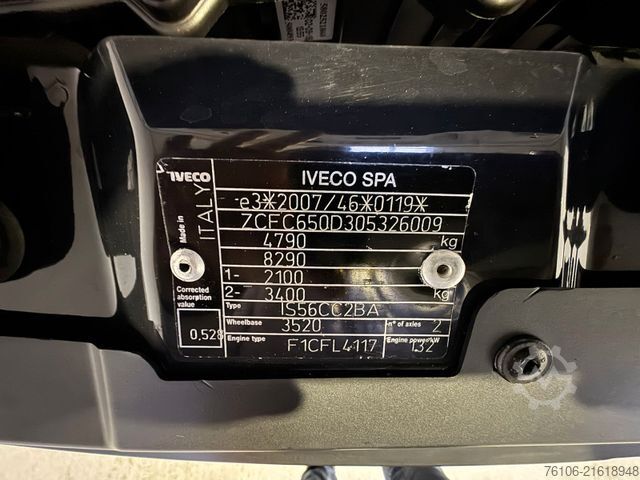 IVECO
IVECO SPA
Made in
ITALY
e3*2007/46*0119*
ZCFC650D305326009
4790 kg
8290
1- 2100
2- 3400 kg
Corrected
absorption
value
0,528
Type IS56CC2BA
Wheelbase 3520 n° of axles 2
Engine type F1CFL4117 Engine power kW 132
76106-21618948